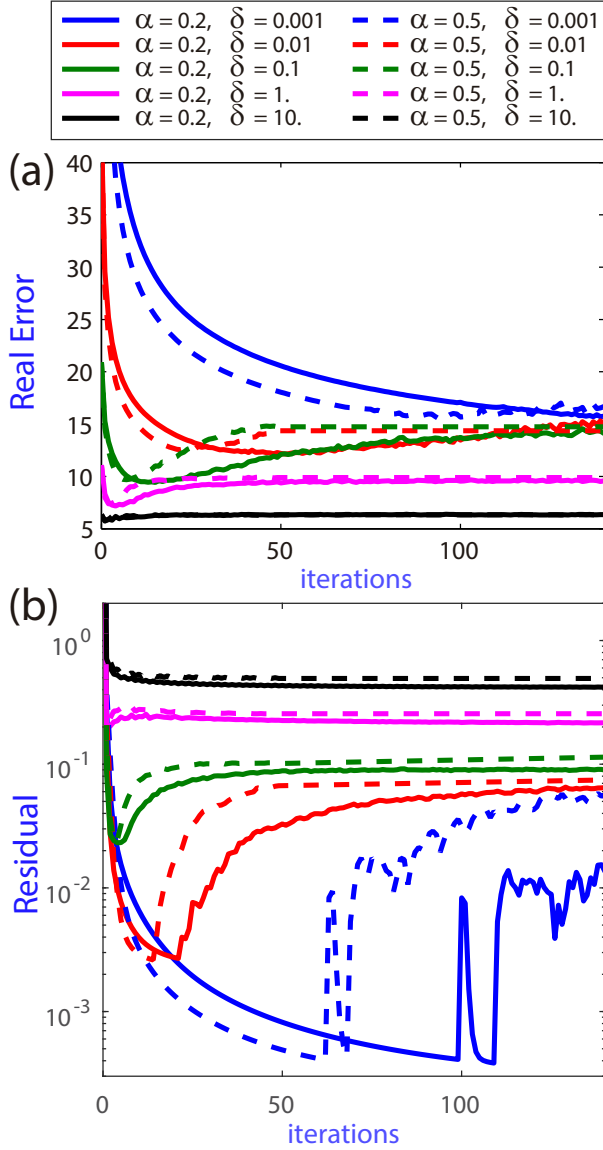 α = 0.2, δ = 0.001 α = 0.5, δ = 0.001
α = 0.2, δ = 0.01 α = 0.5, δ = 0.01
α = 0.2, δ = 0.1 α = 0.5, δ = 0.1
α = 0.2, δ = 1. α = 0.5, δ = 1.
α = 0.2, δ = 10. α = 0.5, δ = 10.
(a)
40
35
30
25
20
15
10
5
Real Error
0 50 100
iterations
(b)
10⁰
10⁻¹
10⁻²
10⁻³
Residual
0 50 100
iterations